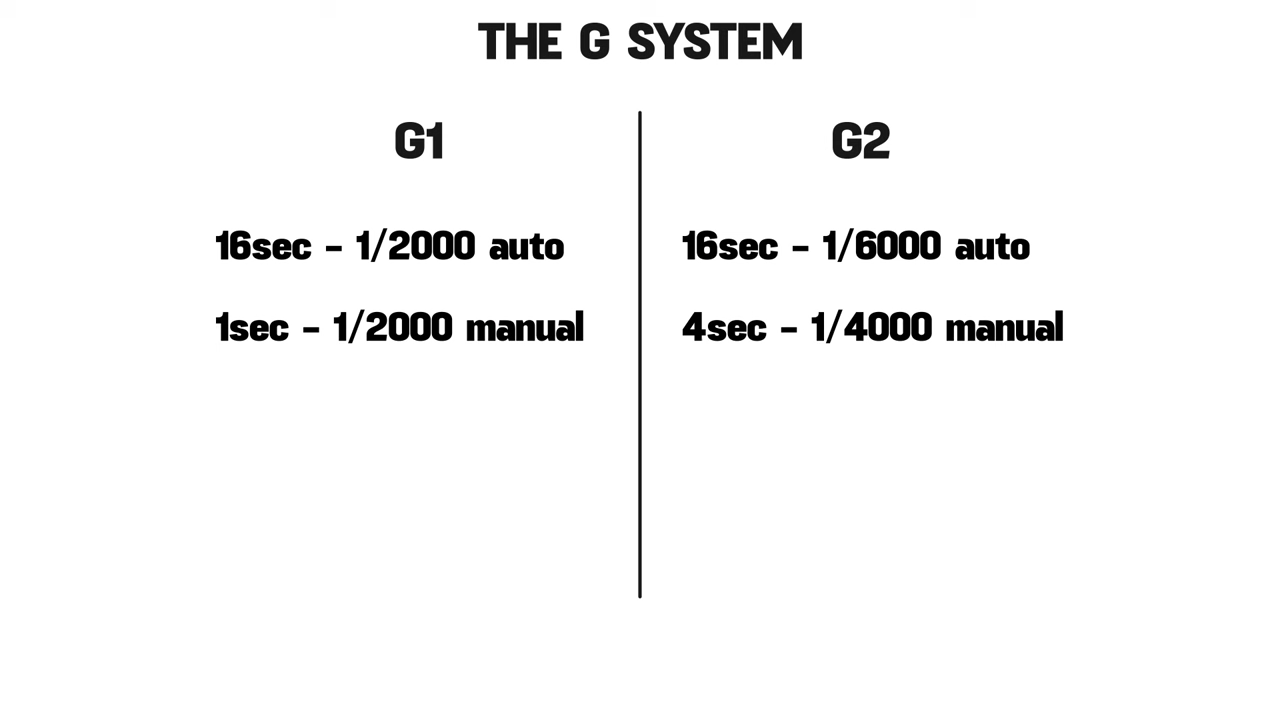 THE G SYSTEM
G1
16sec - 1/2000 auto
1sec - 1/2000 manual
G2
16sec - 1/6000 auto
4sec - 1/4000 manual